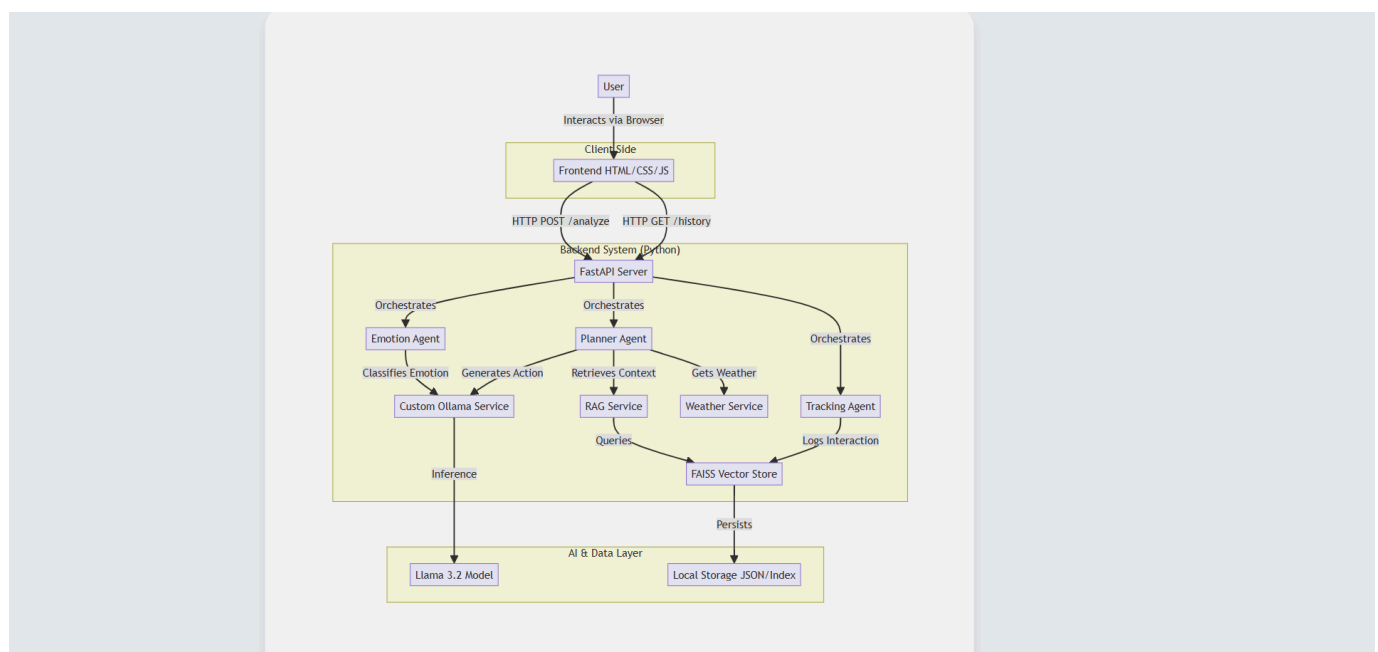 User
Interacts via Browser
Client Side
Frontend HTML/CSS/JS
HTTP POST /analyze
HTTP GET /history
Backend System (Python)
FastAPI Server
Orchestrates
Orchestrates
Orchestrates
Emotion Agent
Planner Agent
Classifies Emotion
Generates Action
Retrieves Context
Gets Weather
Custom Ollama Service
RAG Service
Weather Service
Tracking Agent
Queries
Logs Interaction
Inference
FAISS Vector Store
Persists
AI & Data Layer
Llama 3.2 Model
Local Storage JSON/Index